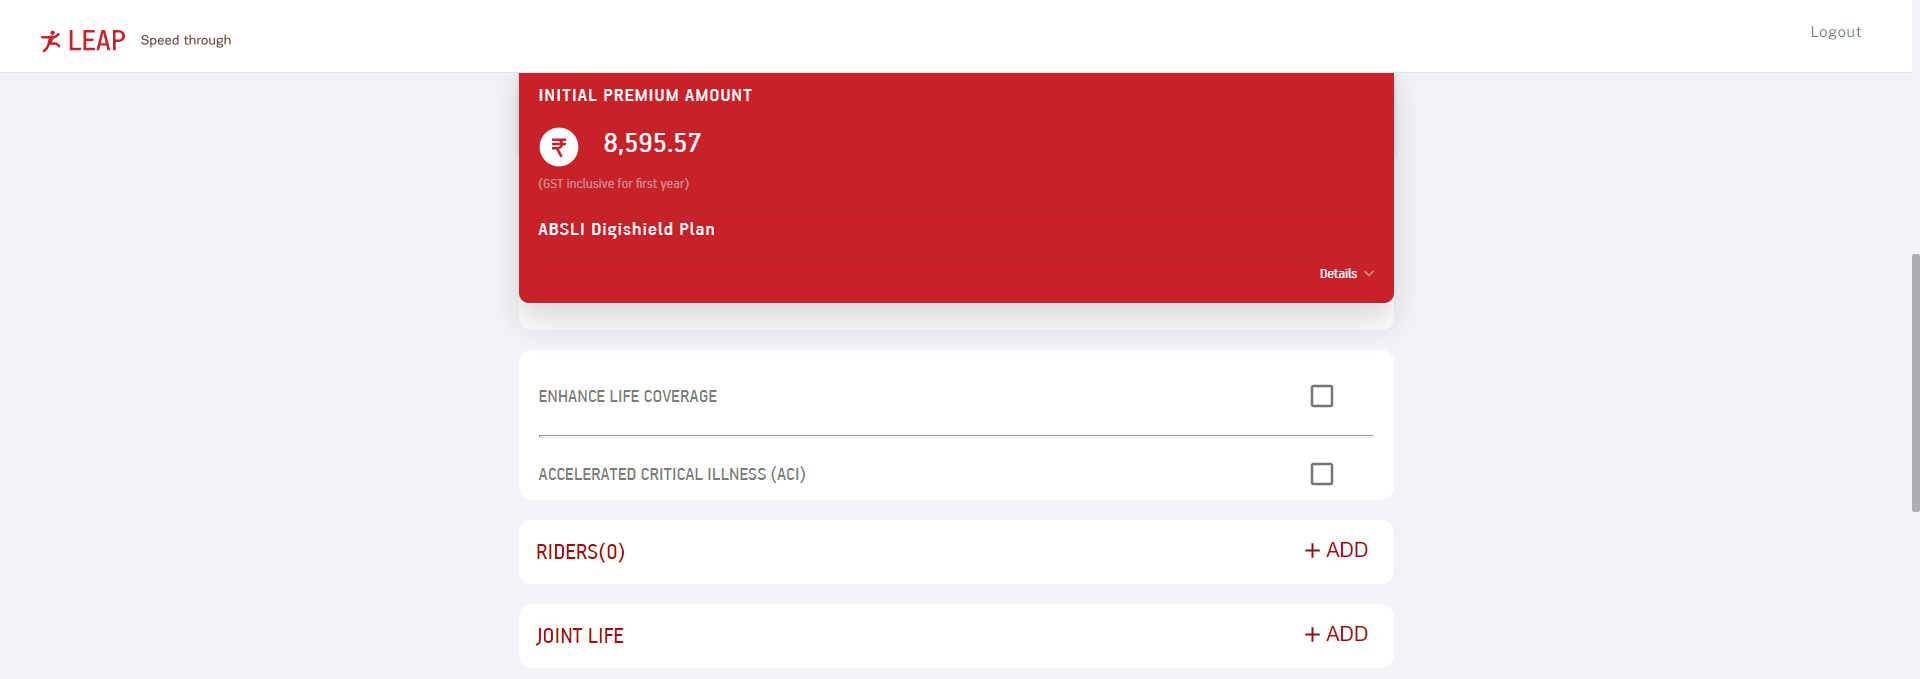 LEAP Speed through
Logout
INITIAL PREMIUM AMOUNT
₹ 8,595.57
(GST inclusive for first year)
ABSLI Digishield Plan
Details
ENHANCE LIFE COVERAGE
ACCELERATED CRITICAL ILLNESS (ACI)
RIDERS(0) + ADD
JOINT LIFE + ADD